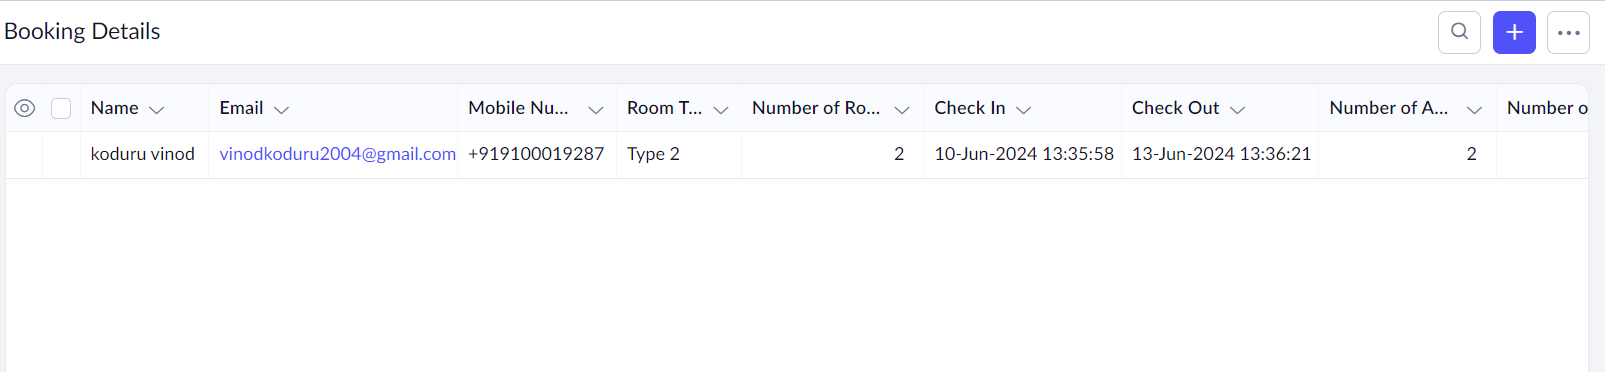 Booking Details
Name Email Mobile Nu... Room T... Number of Ro... Check In Check Out Number of A... Number o
koduru vinod vinodkoduru2004@gmail.com +919100019287 Type 2 2 10-Jun-2024 13:35:58 13-Jun-2024 13:36:21 2